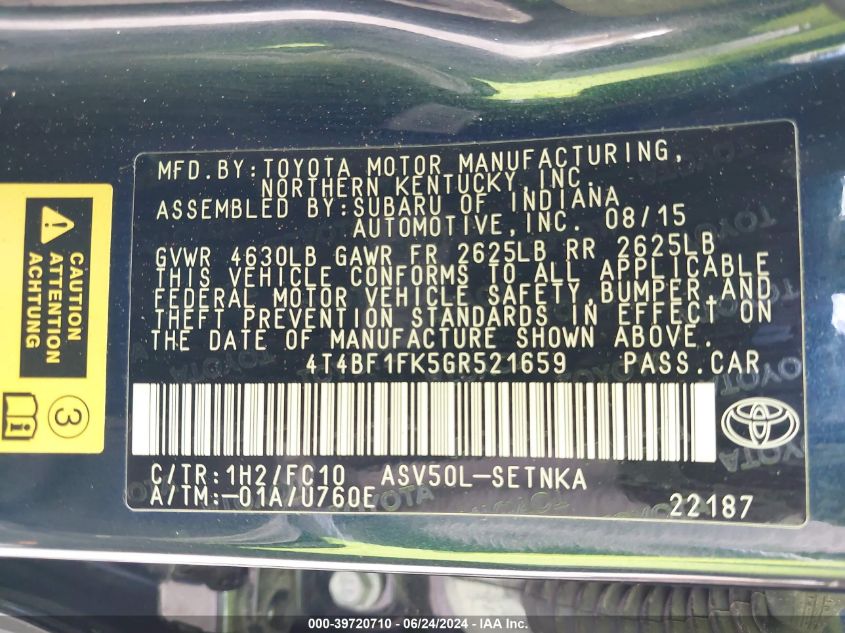 MFD.BY:TOYOTA MOTOR MANUFACTURING,
NORTHERN KENTUCKY,INC.
ASSEMBLED BY:SUBARU OF INDIANA
AUTOMOTIVE,INC. 08/15
GVWR 4630LB GAWR FR 2625LB RR 2625LB
THIS VEHICLE CONFORMS TO ALL APPLICABLE
FEDERAL MOTOR VEHICLE SAFETY,BUMPER,AND
THEFT PREVENTION STANDARDS IN EFFECT ON
THE DATE OF MANUFACTURE SHOWN ABOVE.
4T4BF1FK5GR521659 PASS.CAR
C/TR:1H2/FC10 ASV50L-SETNKA
A/TM:-01A/U760E
22187
CAUTION
ATTENTION
ACHTUNG
3
000-39720710 - 06/24/2024 - IAA Inc.